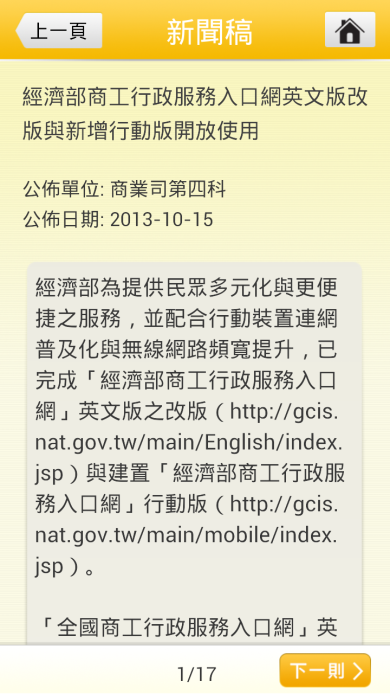 上一頁
新聞稿
經濟部商工行政服務入口網英文版改
版與新增行動版開放使用
公佈單位: 商業司第四科
公佈日期: 2013-10-15
經濟部為提供民眾多元化與更便
捷之服務，並配合行動裝置連網
普及化與無線網路頻寬提升，已
完成「經濟部商工行政服務入口
網」英文版之改版（http://gcis.
nat.gov.tw/main/English/index.
jsp）與建置「經濟部商工行政服
務入口網」行動版（http://gcis.
nat.gov.tw/main/mobile/index.
jsp）。
「全國商工行政服務入口網」英
1/17
下一則